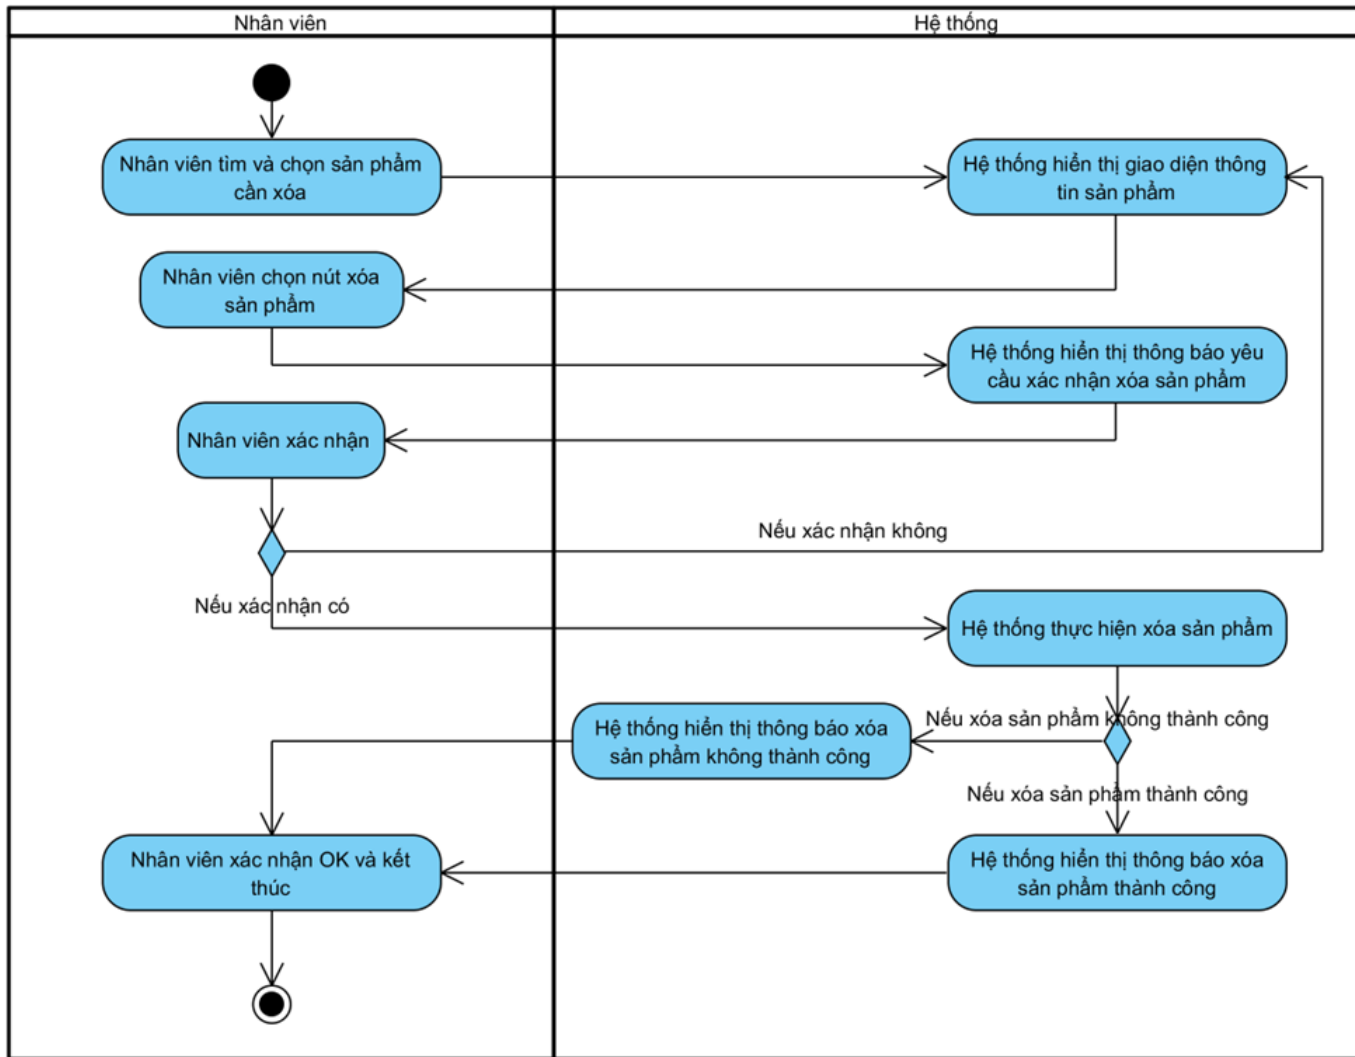 Nhân viên
Hệ thống
Nhân viên tìm và chọn sản phẩm
cần xóa
Hệ thống hiển thị giao diện thông
tin sản phẩm
Nhân viên chọn nút xóa
sản phẩm
Hệ thống hiển thị thông báo yêu
cầu xác nhận xóa sản phẩm
Nhân viên xác nhận
Nếu xác nhận không
Nếu xác nhận có
Hệ thống thực hiện xóa sản phẩm
Nếu xóa sản phẩm không thành công
Hệ thống hiển thị thông báo xóa
sản phẩm không thành công
Nếu xóa sản phẩm thành công
Nhân viên xác nhận OK và kết
thúc
Hệ thống hiển thị thông báo xóa
sản phẩm thành công